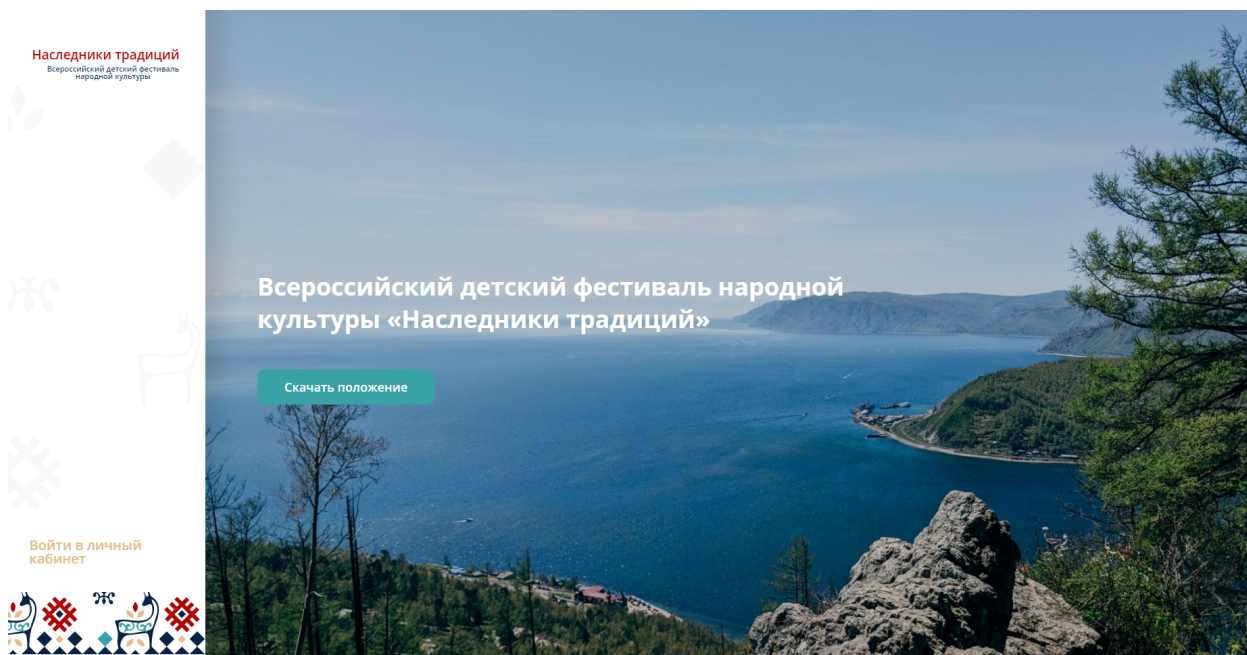 Наследники традиций
Всероссийский детский фестиваль
народной культуры
Всероссийский детский фестиваль народной
культуры «Наследники традиций»
Скачать положение
Войти в личный
кабинет